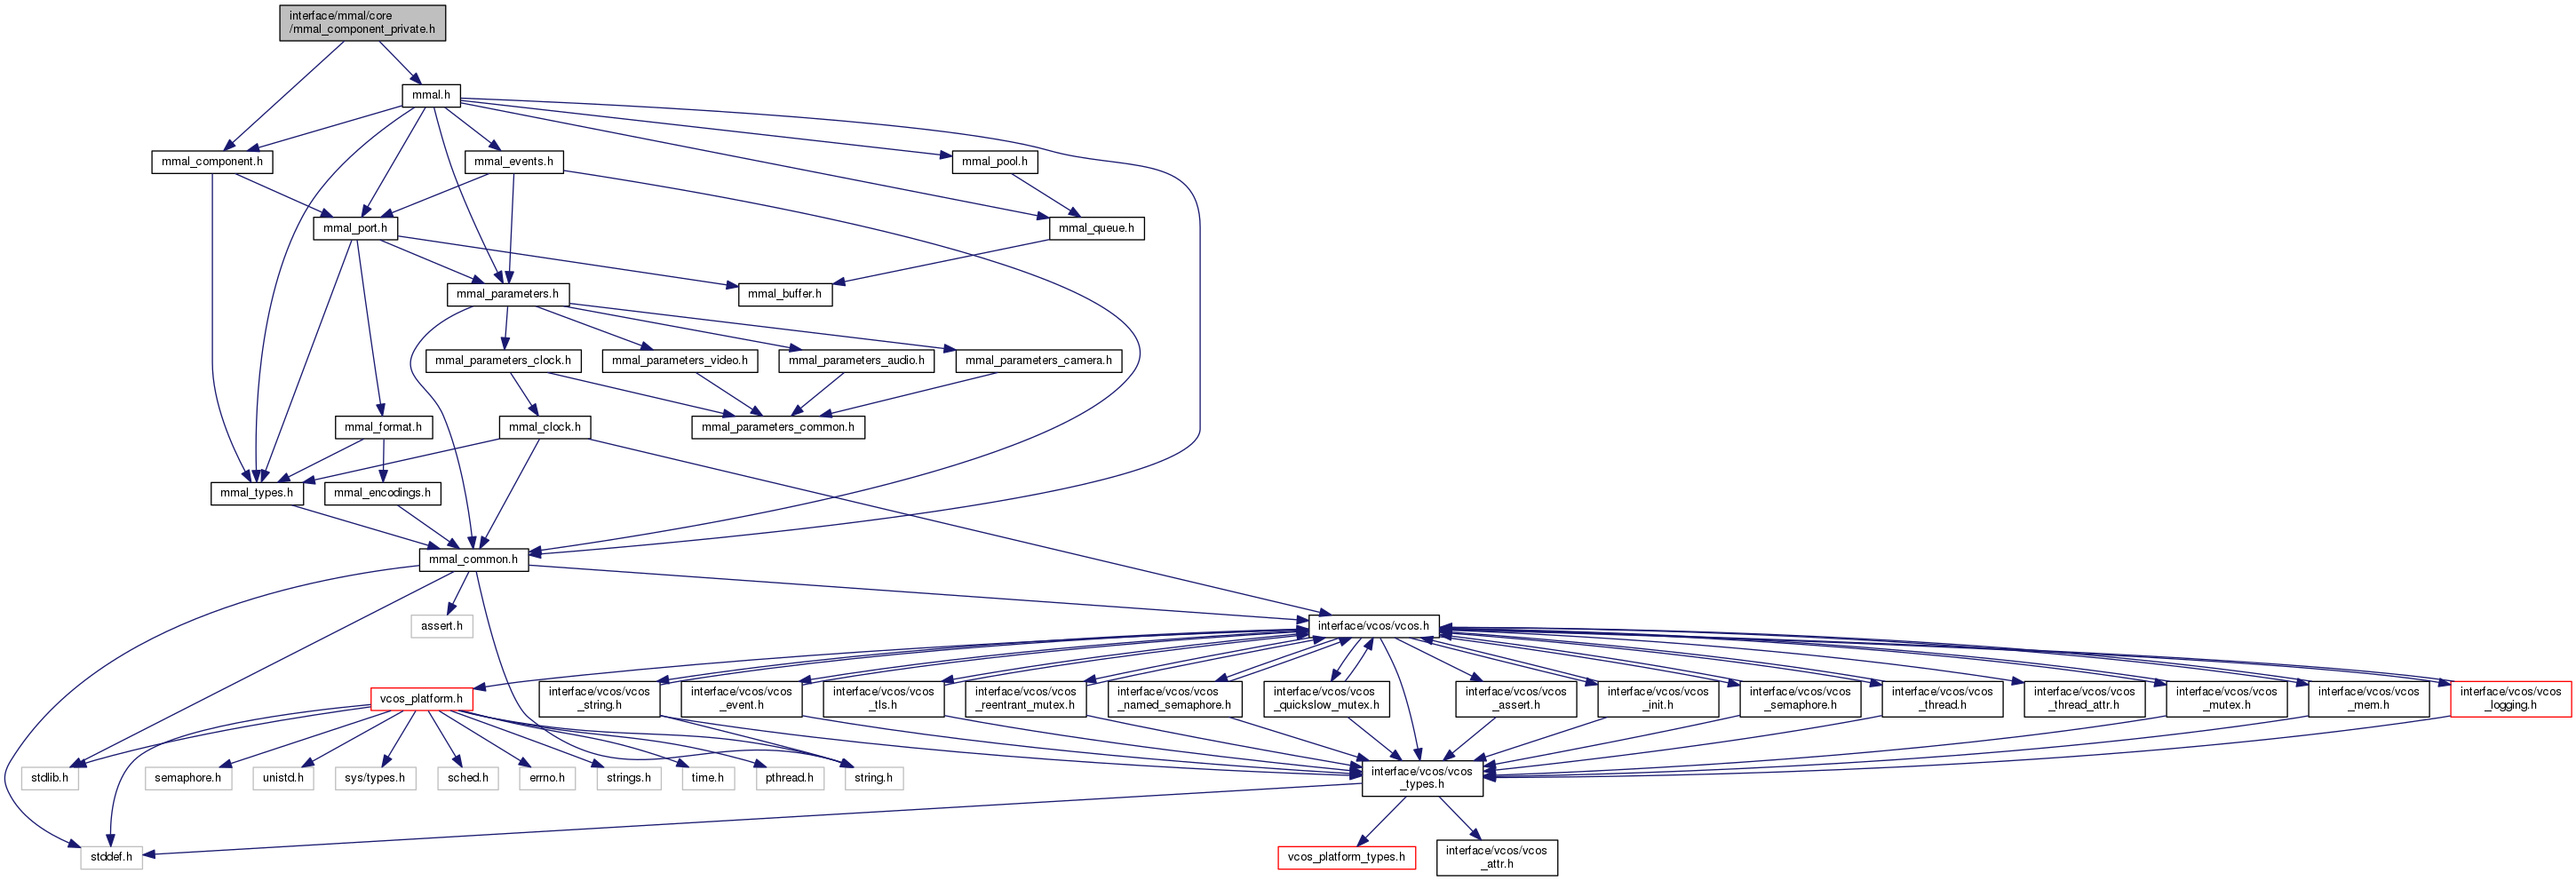 interface/mmal/core
/mmal_component_private.h
mmal.h
mmal_component.h
mmal_events.h
mmal_pool.h
mmal_port.h
mmal_queue.h
mmal_parameters.h
mmal_buffer.h
mmal_parameters_clock.h
mmal_parameters_video.h
mmal_parameters_audio.h
mmal_parameters_camera.h
mmal_format.h
mmal_clock.h
mmal_parameters_common.h
mmal_types.h
mmal_encodings.h
mmal_common.h
assert.h
interface/vcos/vcos.h
vcos_platform.h
interface/vcos/vcos
_string.h
interface/vcos/vcos
_event.h
interface/vcos/vcos
_tls.h
interface/vcos/vcos
_reentrant_mutex.h
interface/vcos/vcos
_named_semaphore.h
interface/vcos/vcos
_quickslow_mutex.h
interface/vcos/vcos
_assert.h
interface/vcos/vcos
_init.h
interface/vcos/vcos
_semaphore.h
interface/vcos/vcos
_thread.h
interface/vcos/vcos
_thread_attr.h
interface/vcos/vcos
_mutex.h
interface/vcos/vcos
_mem.h
interface/vcos/vcos
_logging.h
stdlib.h
semaphore.h
unistd.h
sys/types.h
sched.h
errno.h
strings.h
time.h
pthread.h
string.h
interface/vcos/vcos
_types.h
stddef.h
vcos_platform_types.h
interface/vcos/vcos
_attr.h